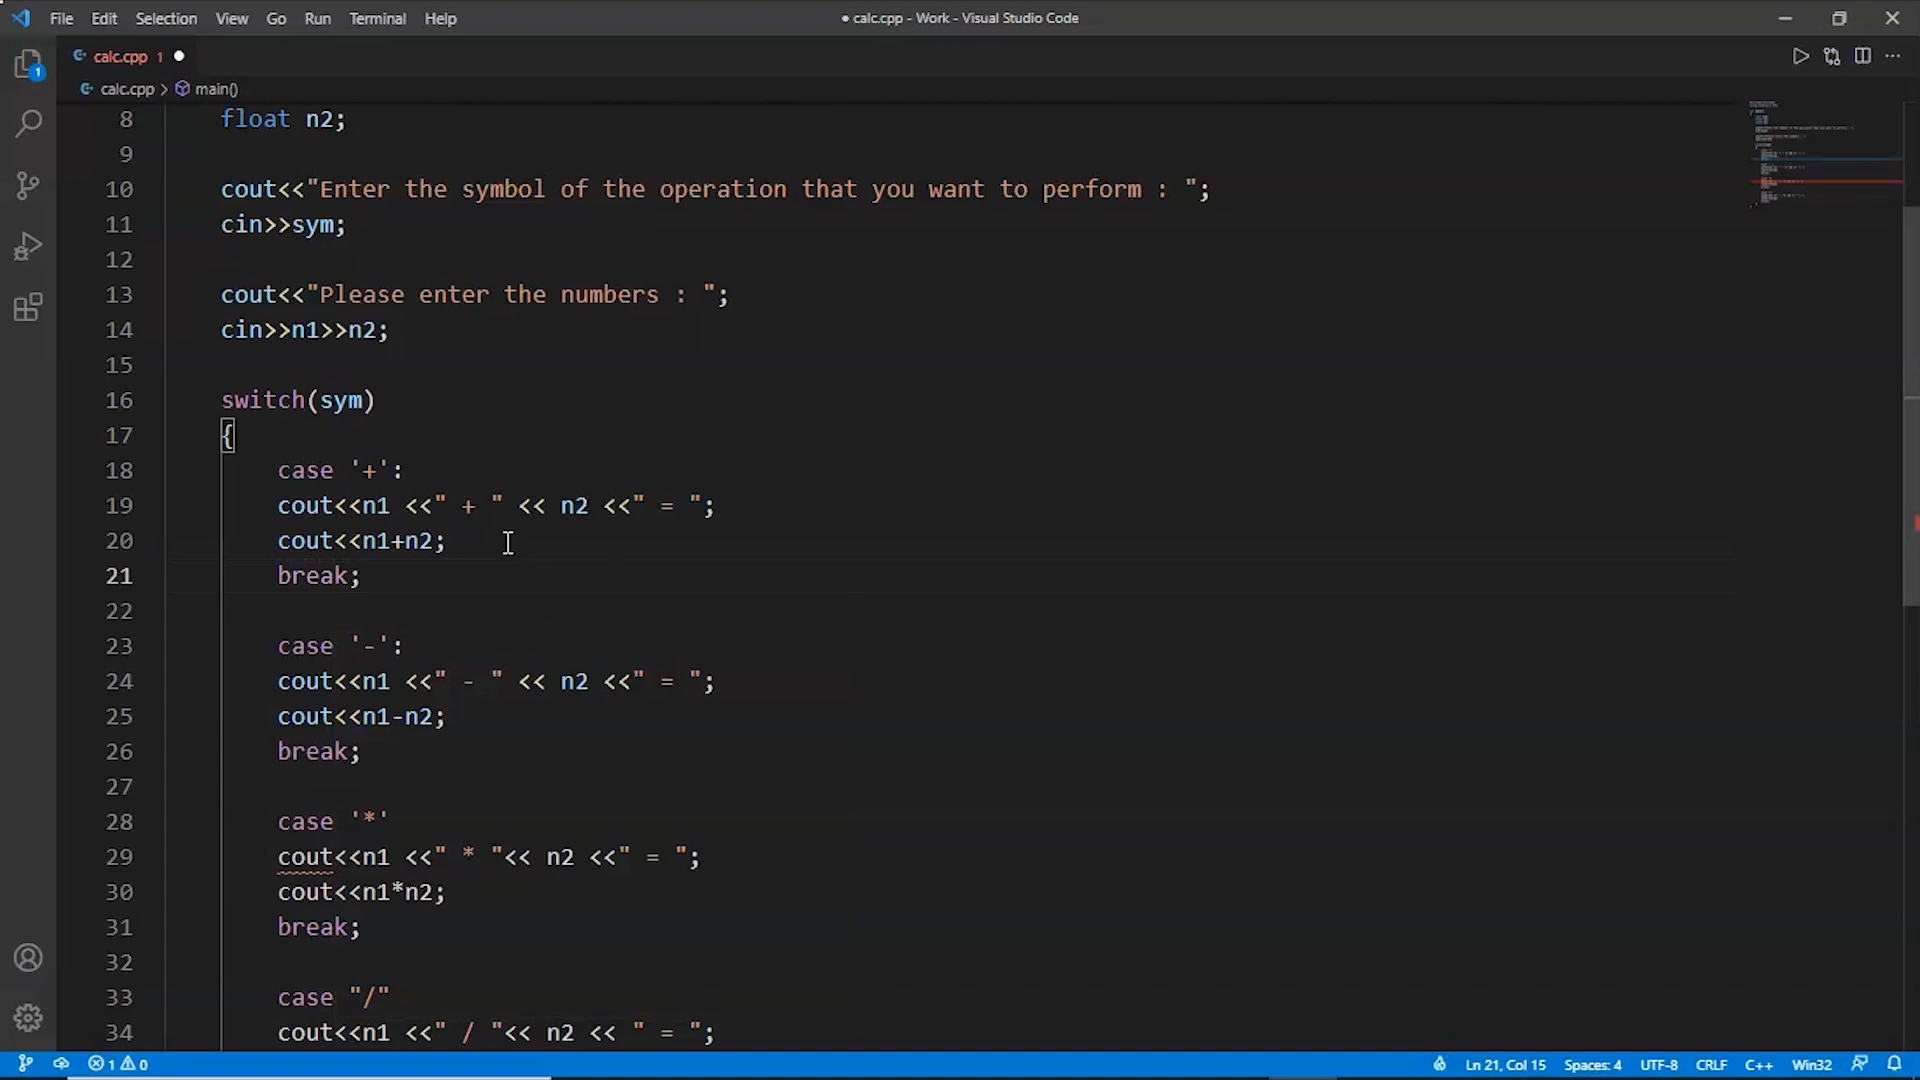 File Edit Selection View Go Run Terminal Help
● calc.cpp - Work - Visual Studio Code
calc.cpp 1 ●
calc.cpp > main()
1
8 float n2;
9
10 cout<<"Enter the symbol of the operation that you want to perform : ";
11 cin>>sym;
12
13 cout<<"Please enter the numbers : ";
14 cin>>n1>>n2;
15
16 switch(sym)
17 {
18 case '+':
19 cout<<n1 <<" + " << n2 <<" = ";
20 cout<<n1+n2;
21 break;
22
23 case '-':
24 cout<<n1 <<" - " << n2 <<" = ";
25 cout<<n1-n2;
26 break;
27
28 case '*'
29 cout<<n1 <<" * "<< n2 <<" = ";
30 cout<<n1*n2;
31 break;
32
33 case "/"
34 cout<<n1 <<" / "<< n2 << " = ";
1 0 Ln 21, Col 15 Spaces: 4 UTF-8 CRLF C++ Win32